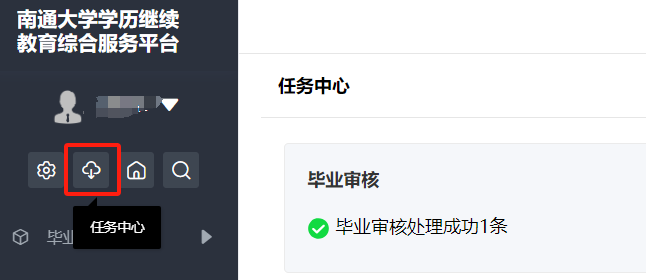 南通大学学历继续
教育综合服务平台
任务中心
毕业审核
毕业审核处理成功1条
任务中心
毕业